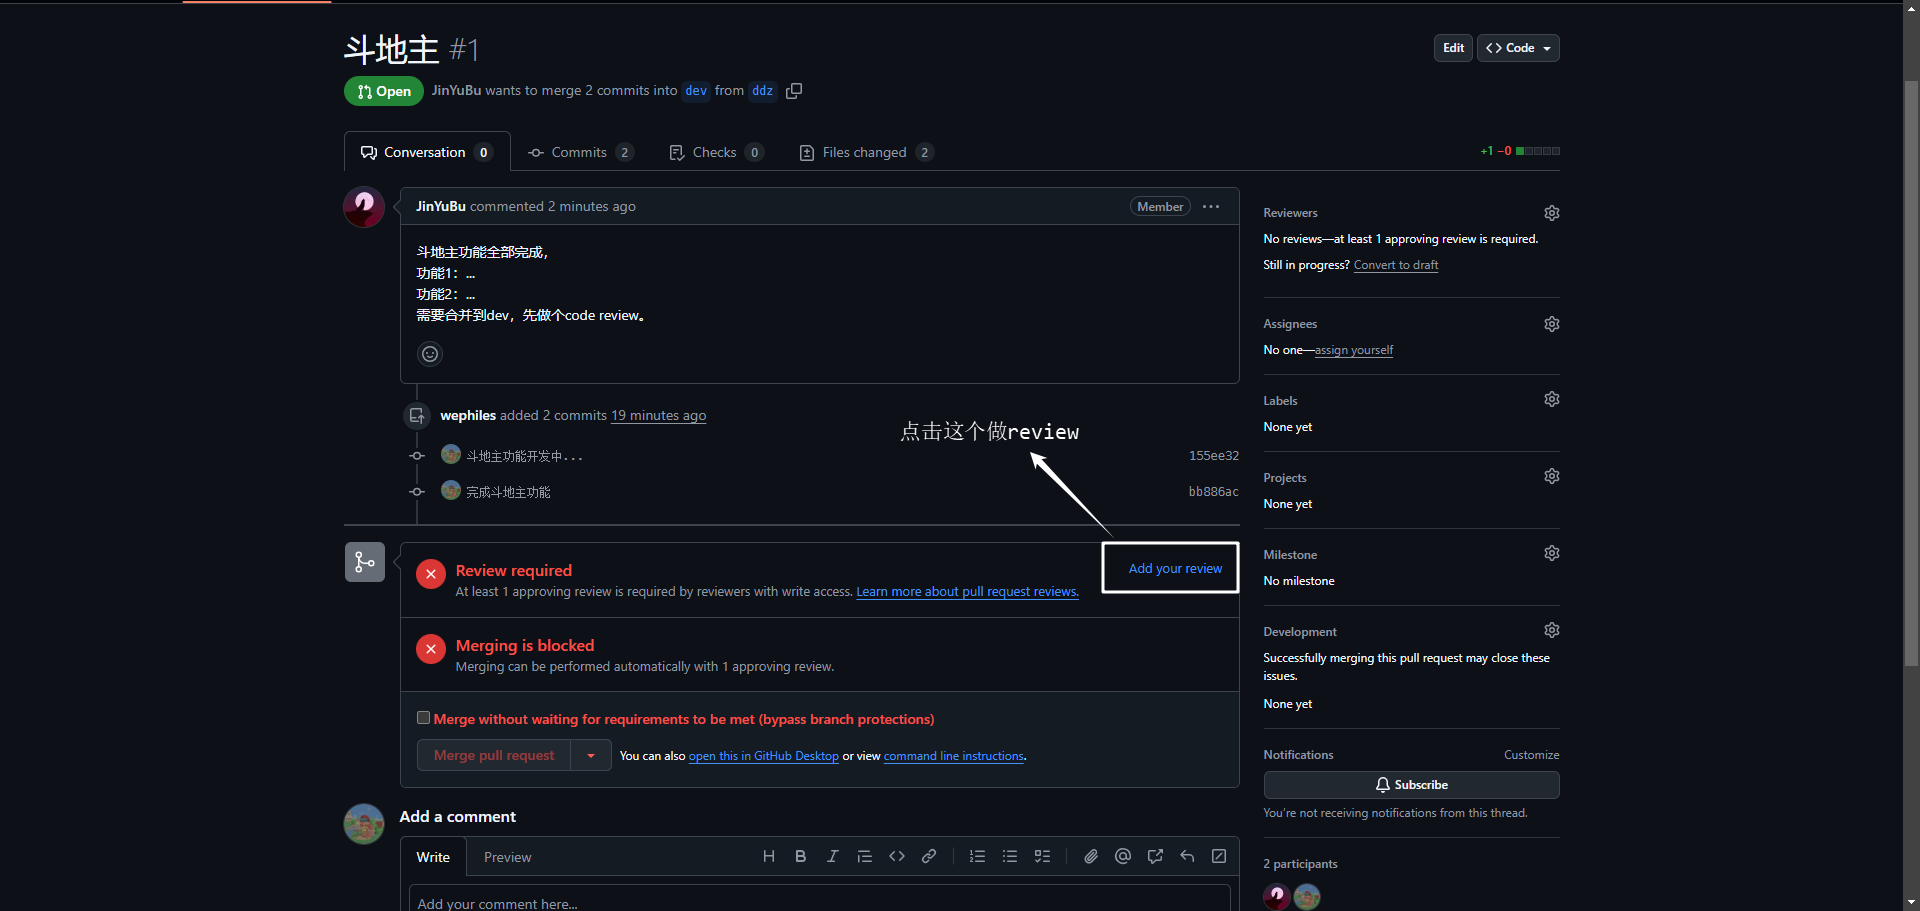 斗地主 #1
Edit
<> Code
Open
JinYuBu wants to merge 2 commits into dev from ddz
Conversation 0
Commits 2
Checks 0
Files changed 2
+1 −0
JinYuBu commented 2 minutes ago
Member
斗地主功能全部完成，
功能1：...
功能2：...
需要合并到dev，先做个code review。
wephiles added 2 commits 19 minutes ago
斗地主功能开发中...
155ee32
完成斗地主功能
bb886ac
点击这个做review
Review required
At least 1 approving review is required by reviewers with write access. Learn more about pull request reviews.
Add your review
Merging is blocked
Merging can be performed automatically with 1 approving review.
Merge without waiting for requirements to be met (bypass branch protections)
Merge pull request
You can also open this in GitHub Desktop or view command line instructions.
Add a comment
Write
Preview
Add your comment here...
Reviewers
No reviews—at least 1 approving review is required.
Still in progress? Convert to draft
Assignees
No one—assign yourself
Labels
None yet
Projects
None yet
Milestone
No milestone
Development
Successfully merging this pull request may close these
issues.
None yet
Notifications
Customize
Subscribe
You're not receiving notifications from this thread.
2 participants